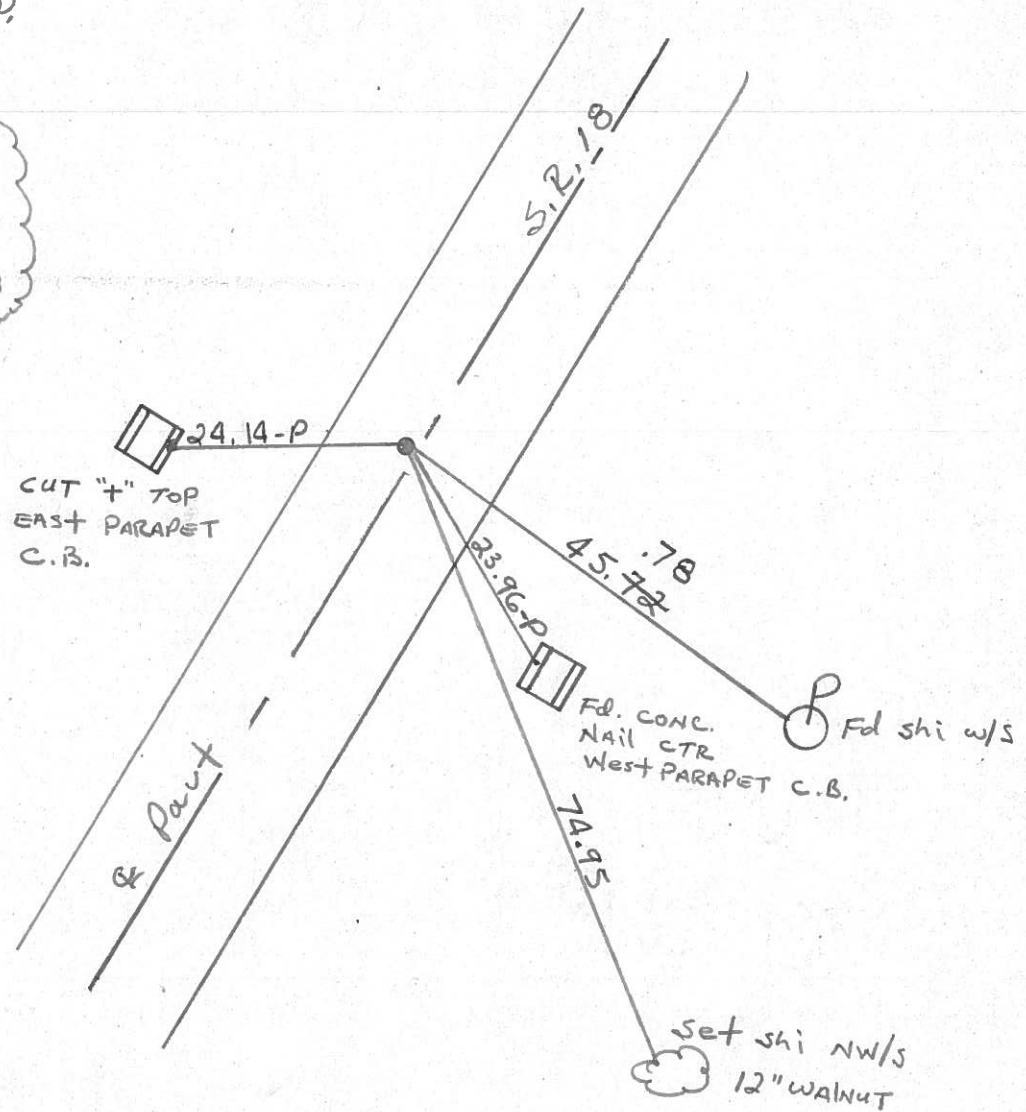 S.R. 18
24.14-P
CUT "+" TOP
EAST PARAPET
C.B.
.78
45.72
23.96-P
Fd. CONC.
NAIL CTR
West PARAPET C.B.
Fd shi w/s
℄ Pav't
74.95
Set shi NW/S
12" WALNUT